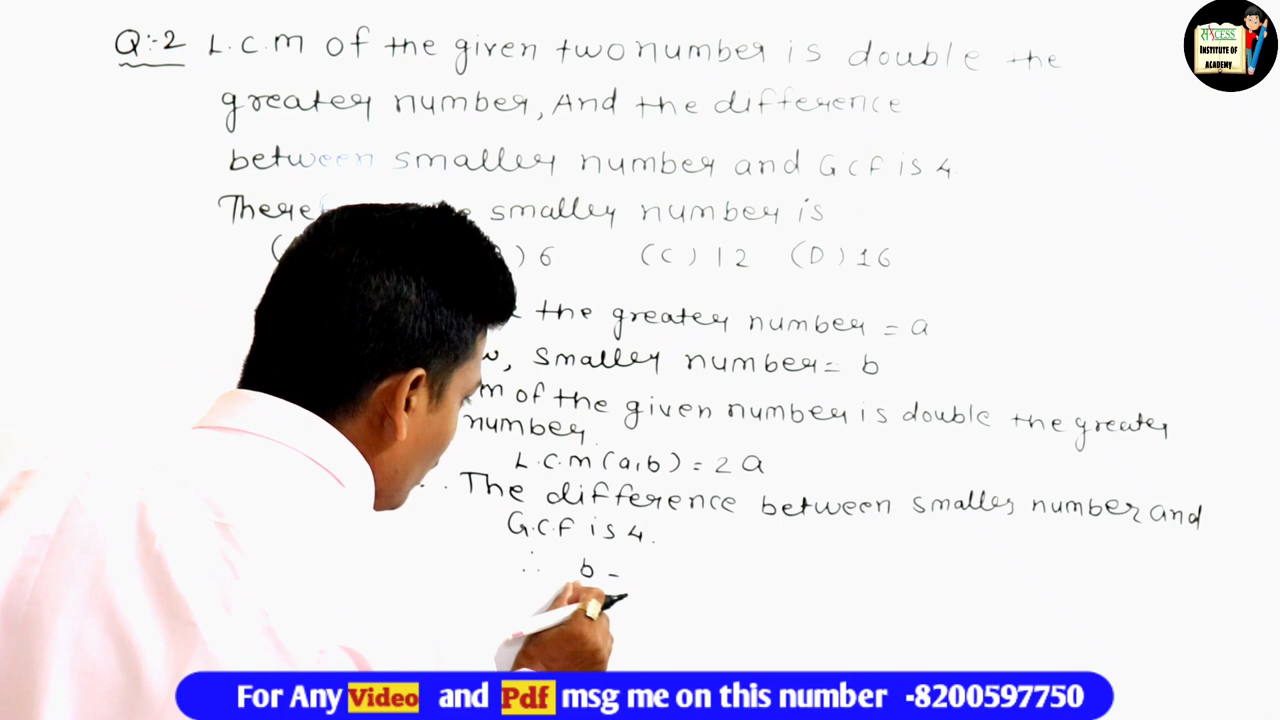 Q:-2 L.C.M of the given two number is double the
greater number, And the difference
between smaller number and GCF is 4.
smaller number is
) 6 (C) 12 (D) 16
the greater number = a
, Smaller number = b
m of the given number is double the greater
number.
L.C.M (a,b) = 2a
The difference between smaller number and
G.C.F is 4.
∴ b -
सक્સેCESS
INSTITUTE OF
ACADEMY
For Any Video and Pdf msg me on this number -8200597750